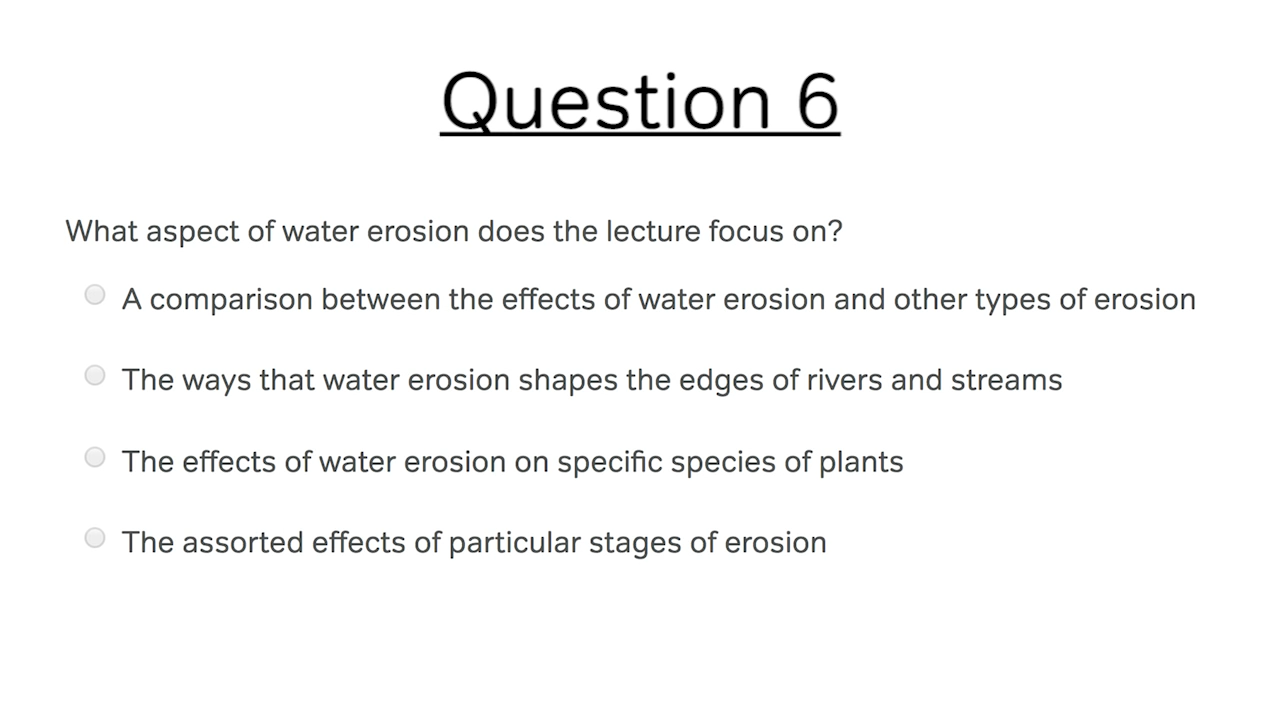 Question 6
What aspect of water erosion does the lecture focus on?
A comparison between the effects of water erosion and other types of erosion
The ways that water erosion shapes the edges of rivers and streams
The effects of water erosion on specific species of plants
The assorted effects of particular stages of erosion